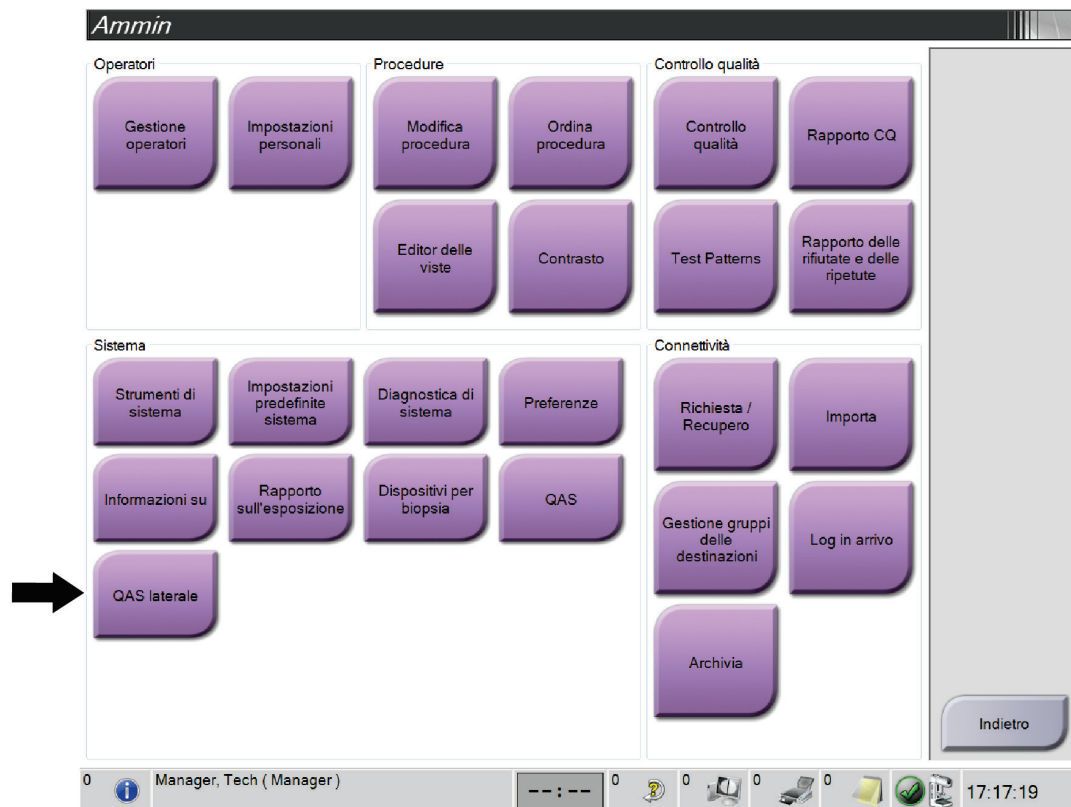 Ammin
Operatori
Gestione
operatori
Impostazioni
personali
Procedure
Modifica
procedura
Ordina
procedura
Editor delle
viste
Contrasto
Controllo qualità
Controllo
qualità
Rapporto CQ
Test Patterns
Rapporto delle
rifiutate e delle
ripetute
Sistema
Strumenti di
sistema
Impostazioni
predefinite
sistema
Diagnostica di
sistema
Preferenze
Informazioni su
Rapporto
sull'esposizione
Dispositivi per
biopsia
QAS
QAS laterale
Connettività
Richiesta /
Recupero
Importa
Gestione gruppi
delle
destinazioni
Log in arrivo
Archivia
Indietro
0
Manager, Tech ( Manager )
--:--
0
0
0
0
17:17:19